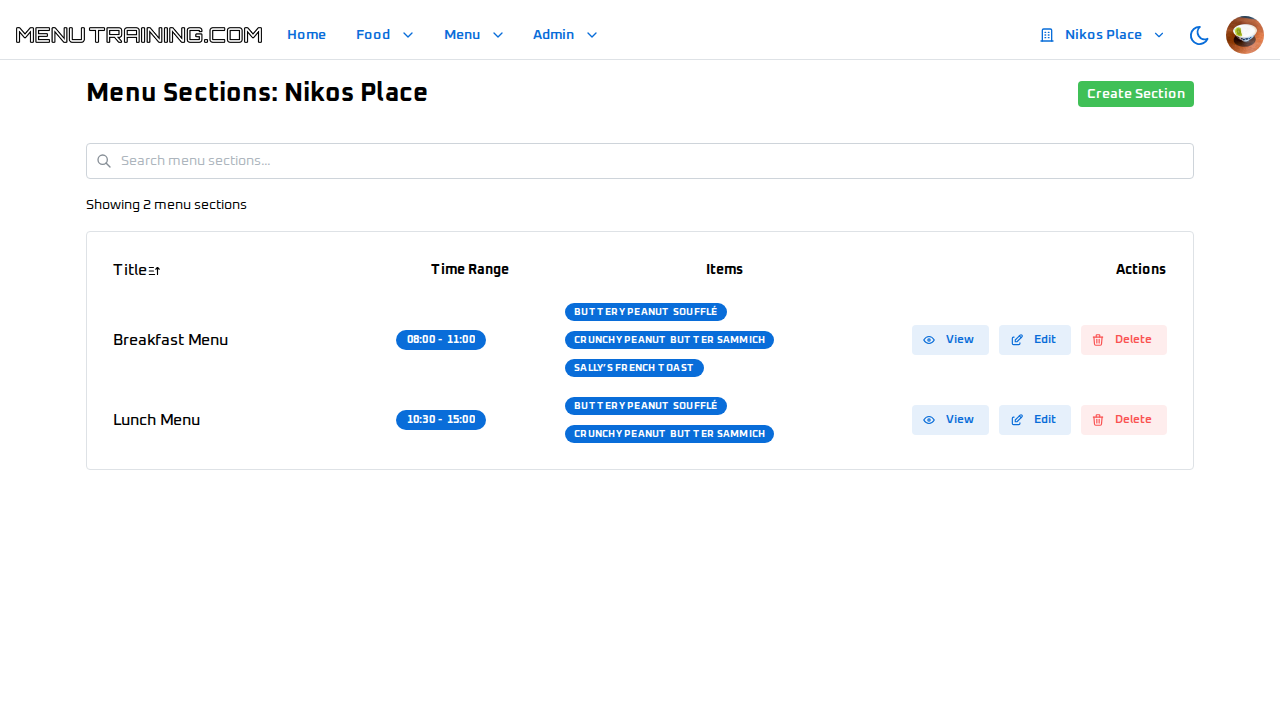 MENUTRAINING.COM Home Food Menu Admin Nikos Place
Menu Sections: Nikos Place Create Section
Search menu sections...
Showing 2 menu sections
Title Time Range Items Actions
BUTTERY PEANUT SOUFFLÉ
Breakfast Menu 08:00 - 11:00 CRUNCHY PEANUT BUTTER SAMMICH View Edit Delete
SALLY'S FRENCH TOAST
BUTTERY PEANUT SOUFFLÉ
Lunch Menu 10:30 - 15:00 View Edit Delete
CRUNCHY PEANUT BUTTER SAMMICH